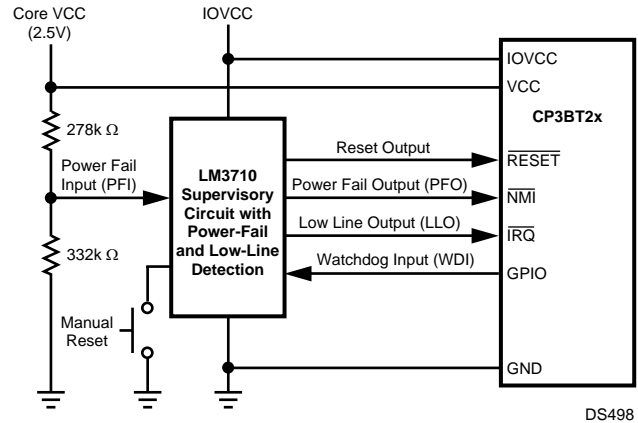 Core VCC
(2.5V)
IOVCC
IOVCC
VCC
CP3BT2x
278k Ω
Reset Output
RESET
Power Fail
Input (PFI)
LM3710
Supervisory
Circuit with
Power-Fail
and Low-Line
Detection
Power Fail Output (PFO)
NMI
Low Line Output (LLO)
IRQ
332k Ω
Watchdog Input (WDI)
GPIO
Manual
Reset
GND
DS498